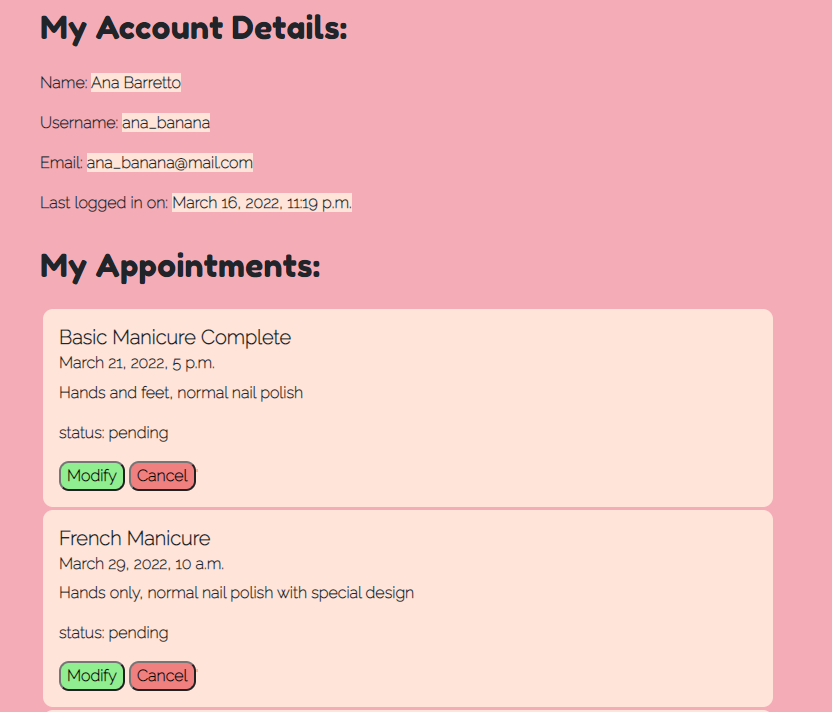 My Account Details:
Name: Ana Barretto
Username: ana_banana
Email: ana_banana@mail.com
Last logged in on: March 16, 2022, 11:19 p.m.
My Appointments:
Basic Manicure Complete
March 21, 2022, 5 p.m.
Hands and feet, normal nail polish
status: pending
Modify Cancel
French Manicure
March 29, 2022, 10 a.m.
Hands only, normal nail polish with special design
status: pending
Modify Cancel